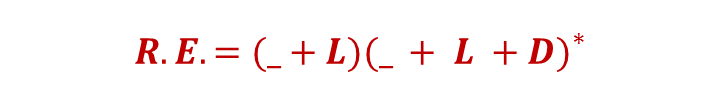 R. E. = (_ + L)(_ + L + D)*